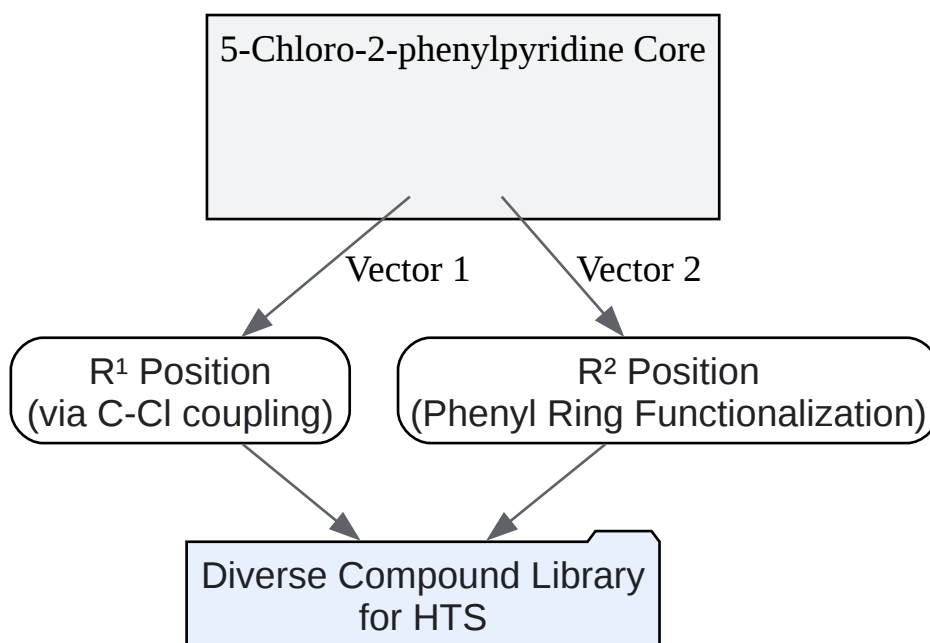 5-Chloro-2-phenylpyridine Core
Vector 1
Vector 2
R¹ Position
(via C-Cl coupling)
R² Position
(Phenyl Ring Functionalization)
Diverse Compound Library
for HTS